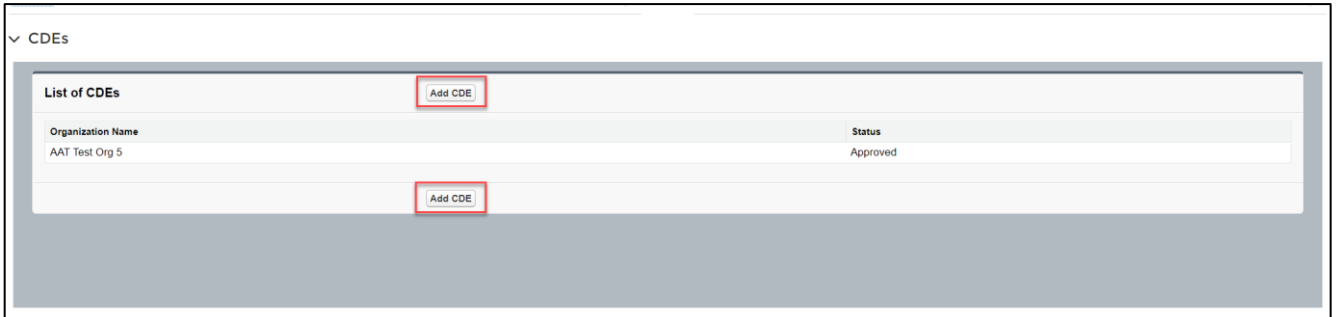 CDEs
List of CDEs
Add CDE
Organization Name Status
AAT Test Org 5 Approved
Add CDE